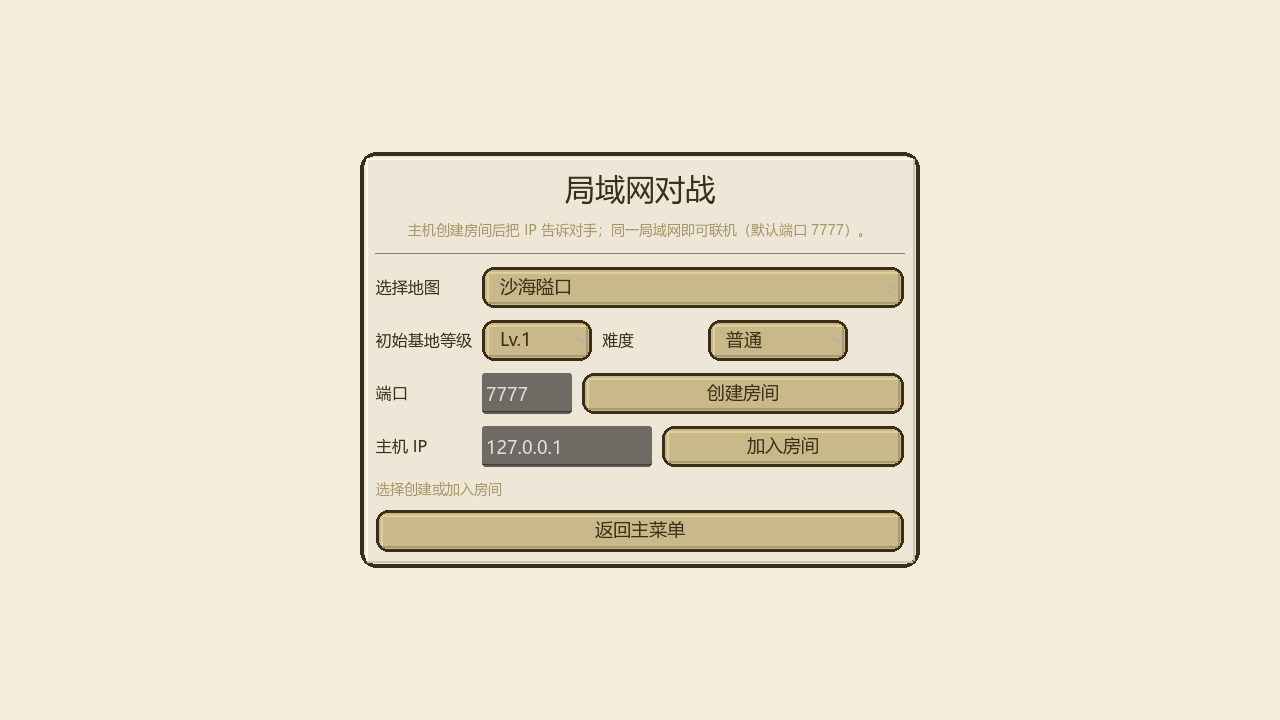 局域网对战
主机创建房间后把 IP 告诉对手；同一局域网即可联机（默认端口 7777）。
选择地图 沙海隘口
初始基地等级 Lv.1 难度 普通
端口 7777 创建房间
主机 IP 127.0.0.1 加入房间
选择创建或加入房间
返回主菜单